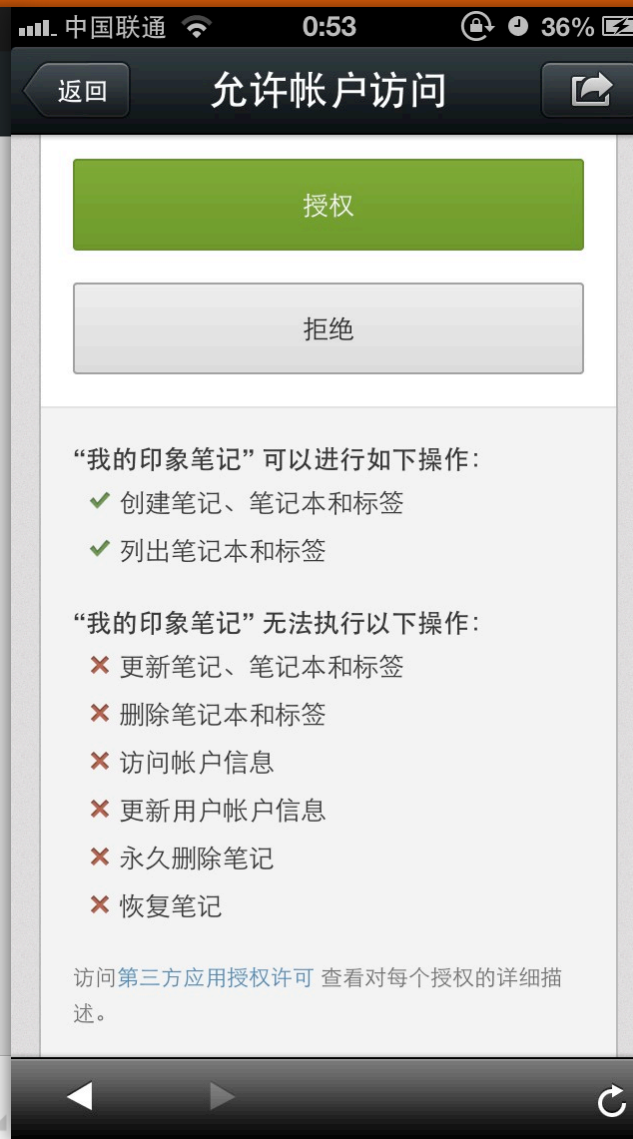 中国联通 0:53 36%
返回 允许帐户访问
授权
拒绝
“我的印象笔记” 可以进行如下操作：
创建笔记、笔记本和标签
列出笔记本和标签
“我的印象笔记” 无法执行以下操作：
更新笔记、笔记本和标签
删除笔记本和标签
访问帐户信息
更新用户帐户信息
永久删除笔记
恢复笔记
访问第三方应用授权许可 查看对每个授权的详细描
述。